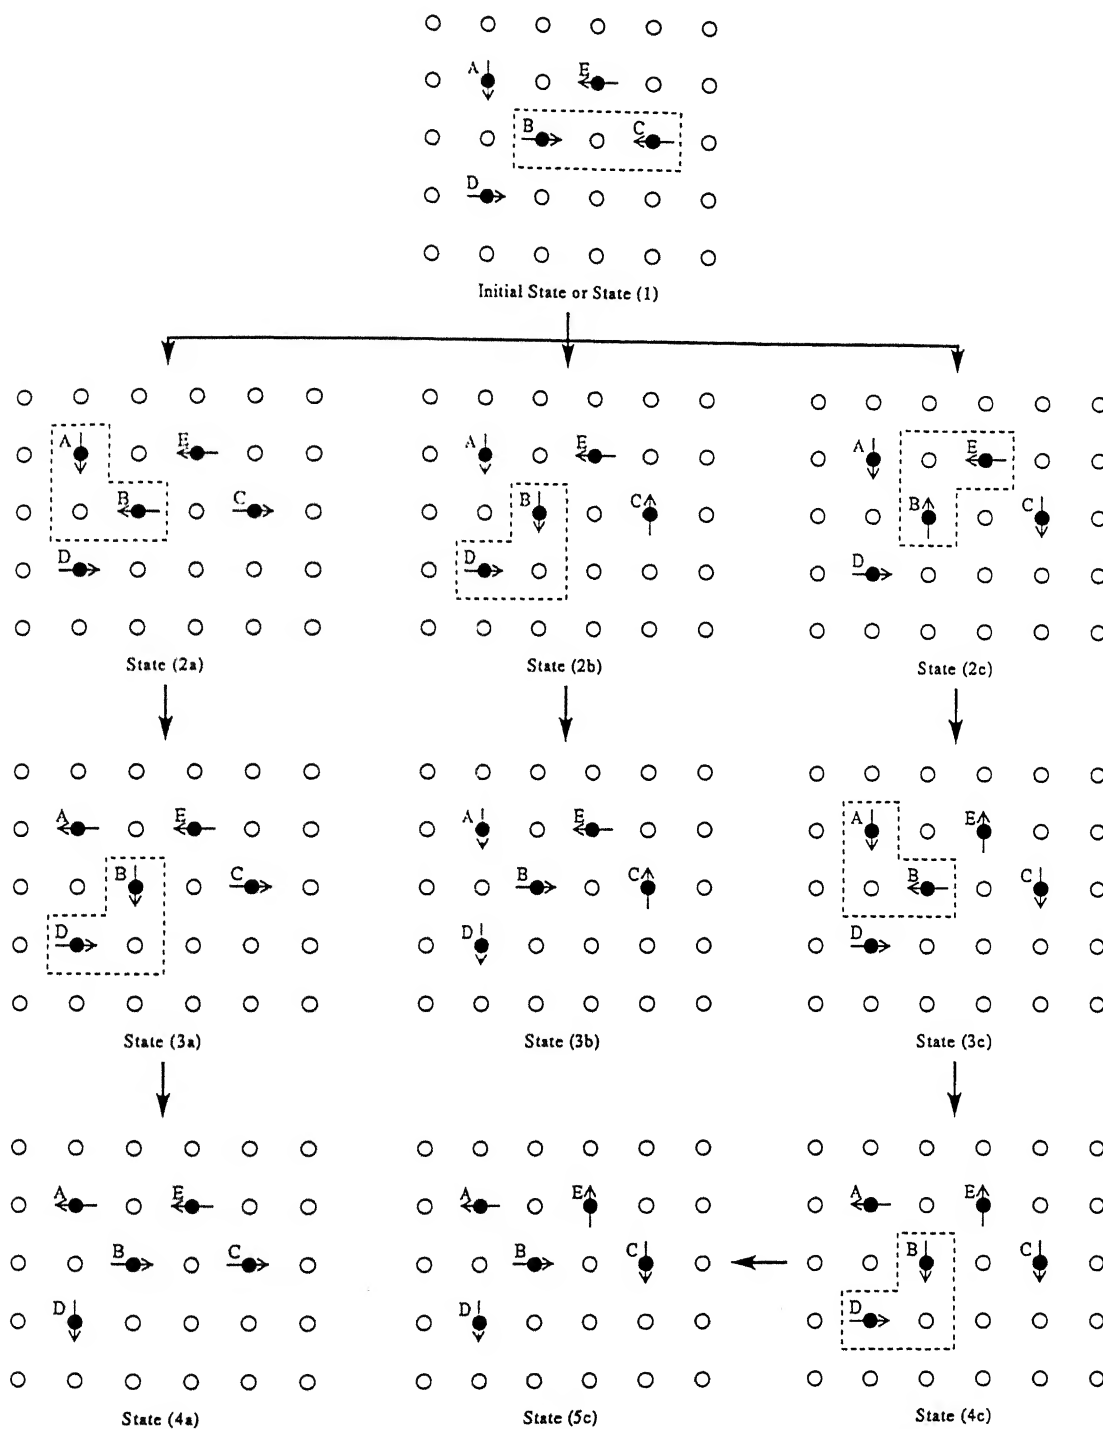 A E
B C
D
Initial State or State (1)
A E A E A E
B C B C B C
D D D
State (2a) State (2b) State (2c)
A E A E A E
B C B C B C
D D D
State (3a) State (3b) State (3c)
A E A E A E
B C B C B C
D D D
State (4a) State (5c) State (4c)